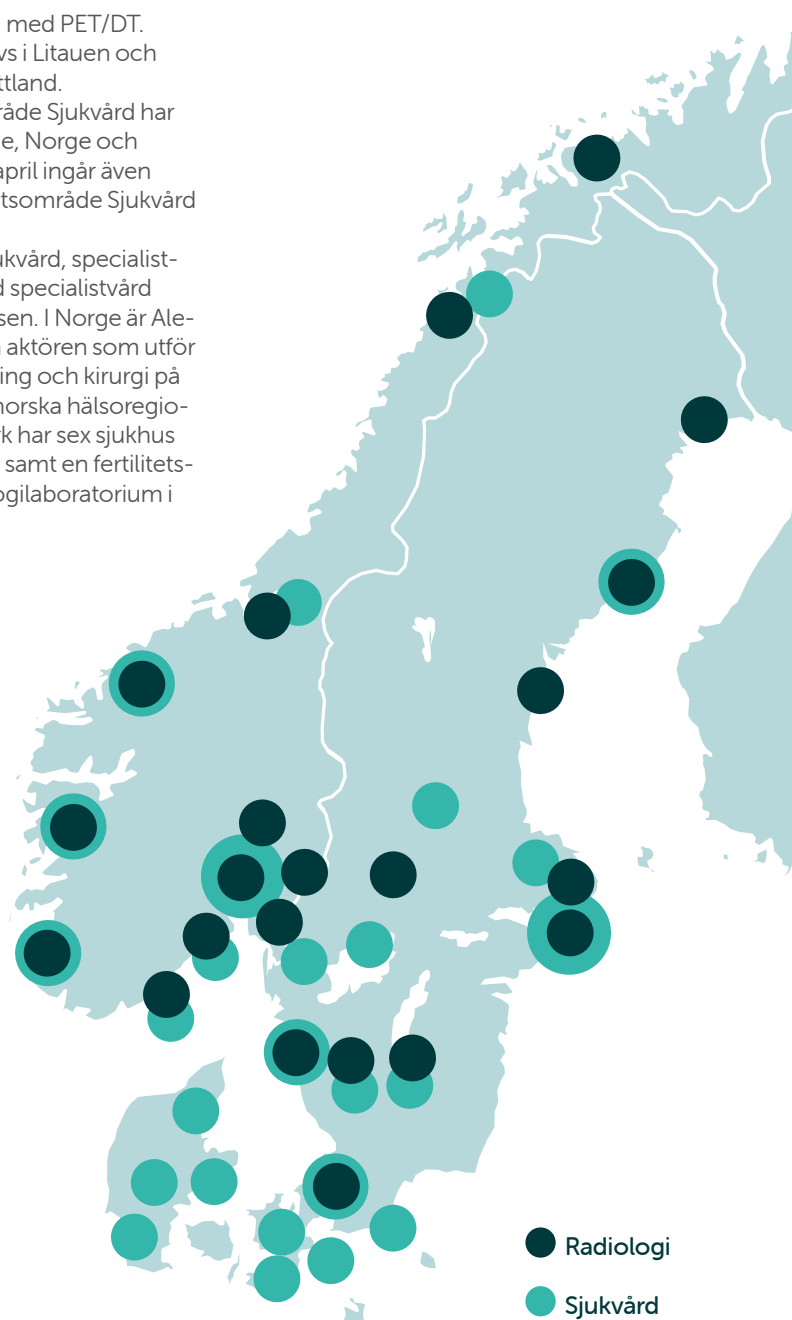 med PET/DT.
vs i Litauen och
ttland.
råde Sjukvård har
e, Norge och
april ingår även
tsområde Sjukvård
ukvård, specialist-
d specialistvård
sen. I Norge är Ale-
aktören som utför
ing och kirurgi på
norska hälsoregio-
rk har sex sjukhus
samt en fertilitets-
ogilaboratorium i
Radiologi
Sjukvård